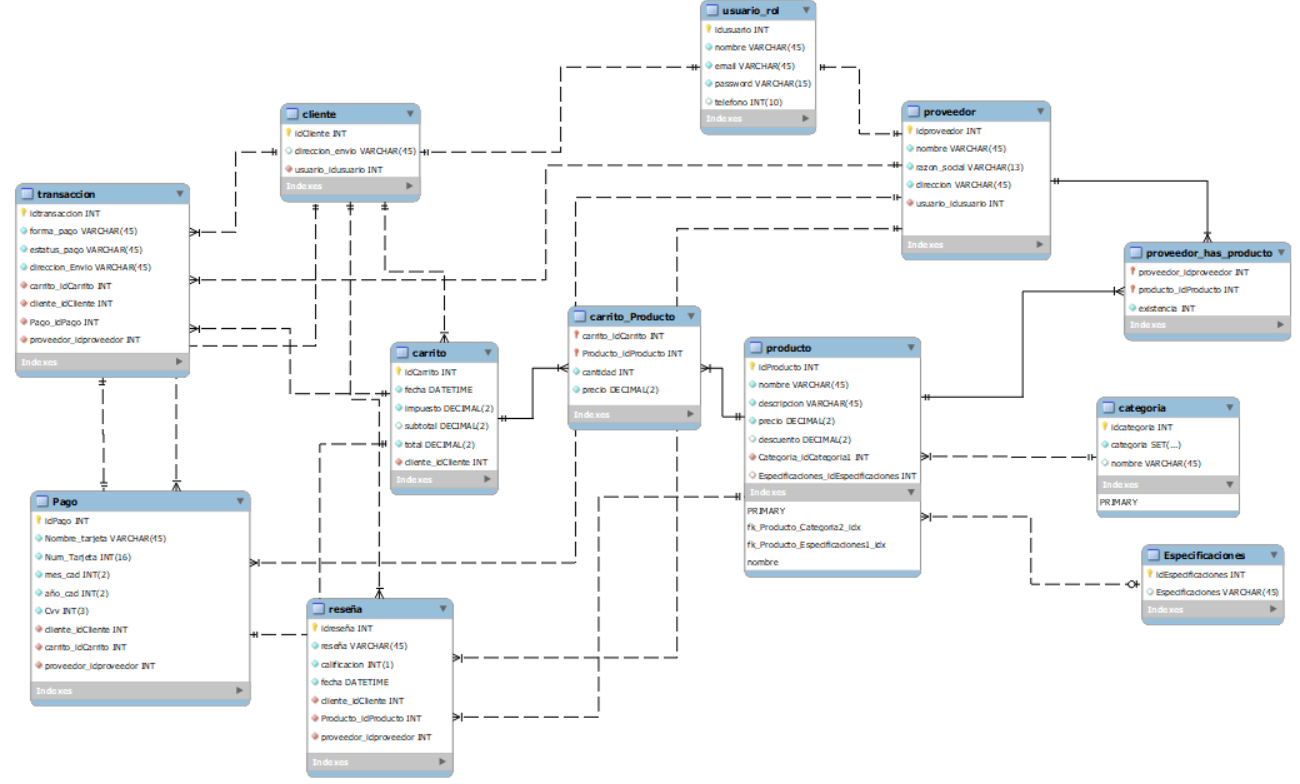 usuario_rol
idusuario INT
nombre VARCHAR(45)
email VARCHAR(45)
password VARCHAR(15)
telefono INT(10)
Indexes
cliente
idCliente INT
direccion_envio VARCHAR(45)
usuario_idusuario INT
Indexes
proveedor
idproveedor INT
nombre VARCHAR(45)
razon_social VARCHAR(13)
direccion VARCHAR(45)
usuario_idusuario INT
Indexes
transaccion
idtransaccion INT
forma_pago VARCHAR(45)
estatus_pago VARCHAR(45)
direccion_Envio VARCHAR(45)
carrito_idCarrito INT
cliente_idCliente INT
Pago_idPago INT
proveedor_idproveedor INT
Indexes
proveedor_has_producto
proveedor_idproveedor INT
producto_idProducto INT
existencia INT
Indexes
carrito_Producto
carrito_idCarrito INT
Producto_idProducto INT
cantidad INT
precio DECIMAL(2)
Indexes
carrito
idCarrito INT
fecha DATETIME
impuesto DECIMAL(2)
subtotal DECIMAL(2)
total DECIMAL(2)
cliente_idCliente INT
Indexes
producto
idProducto INT
nombre VARCHAR(45)
descripcion VARCHAR(45)
precio DECIMAL(2)
descuento DECIMAL(2)
Categoria_idCategoria1 INT
Especificaciones_idEspecificaciones INT
Indexes
PRIMARY
fk_Producto_Categoria2_idx
fk_Producto_Especificaciones1_idx
nombre
categoria
idcategoria INT
categoria SET(...)
nombre VARCHAR(45)
Indexes
PRIMARY
Pago
idPago INT
Nombre_tarjeta VARCHAR(45)
Num_Tarjeta INT(16)
mes_cad INT(2)
año_cad INT(2)
Cvv INT(3)
cliente_idCliente INT
carrito_idCarrito INT
proveedor_idproveedor INT
Indexes
Especificaciones
idEspecificaciones INT
Especificaciones VARCHAR(45)
Indexes
reseña
idreseña INT
reseña VARCHAR(45)
calificacion INT(1)
fecha DATETIME
cliente_idCliente INT
Producto_idProducto INT
proveedor_idproveedor INT
Indexes